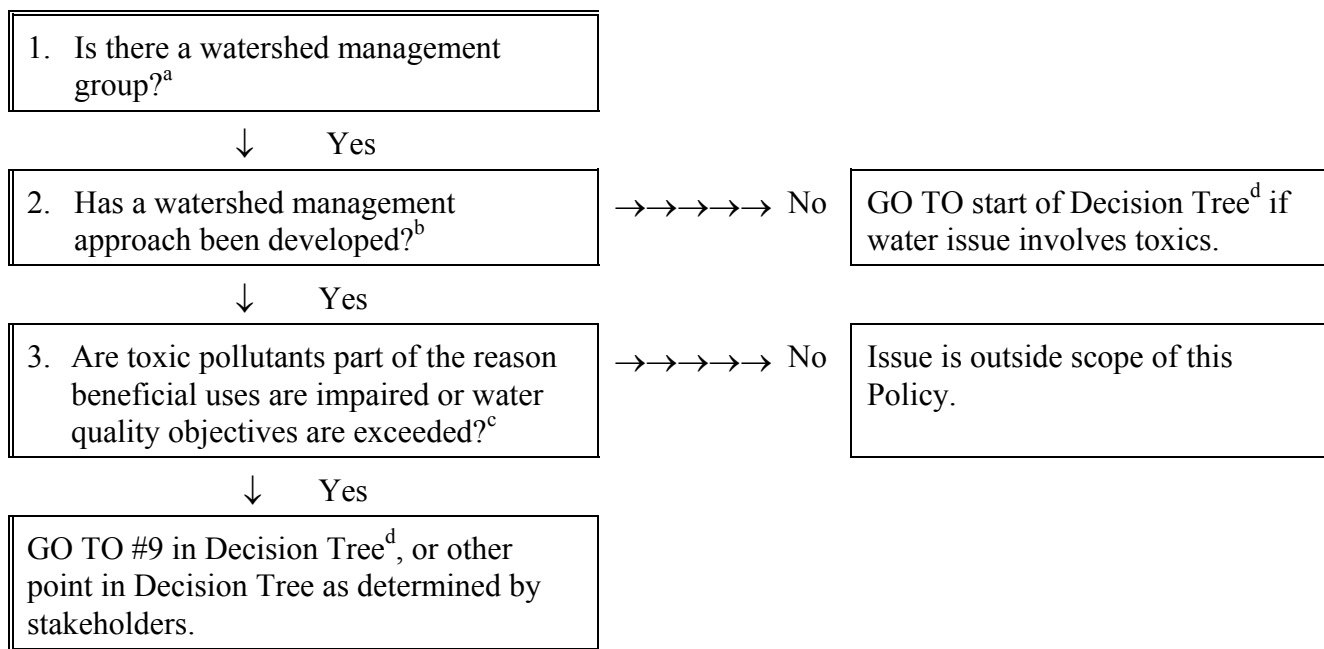 1. Is there a watershed management
group?a
↓ Yes
2. Has a watershed management
approach been developed?b
→→→→→ No
GO TO start of Decision Treed if
water issue involves toxics.
↓ Yes
3. Are toxic pollutants part of the reason
beneficial uses are impaired or water
quality objectives are exceeded?c
→→→→→ No
Issue is outside scope of this
Policy.
↓ Yes
GO TO #9 in Decision Treed, or other
point in Decision Tree as determined by
stakeholders.